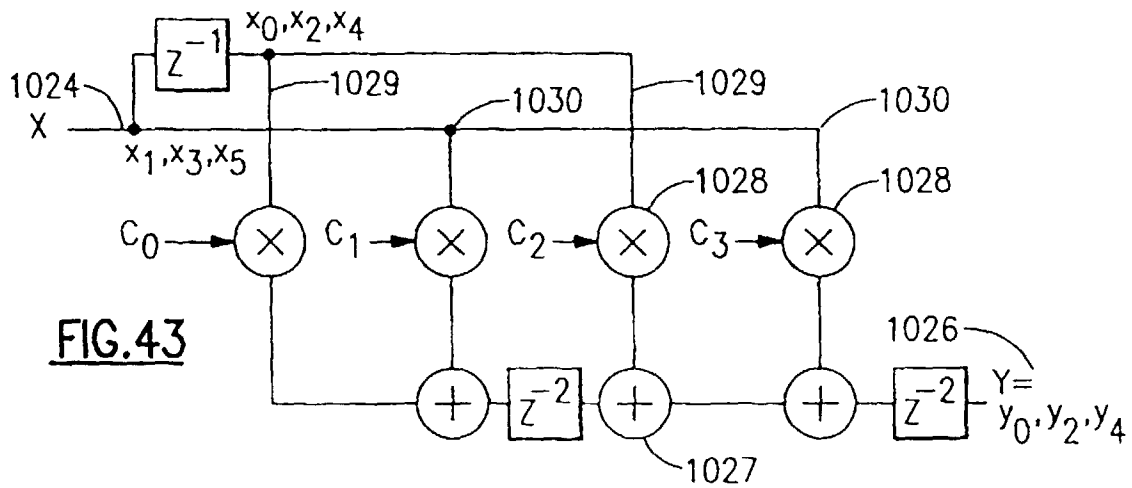 x0,x2,x4
z-1
1024
1029
1029
1030
1030
X
x1,x3,x5
1028
1028
C0
×
C1
×
C2
×
C3
×
FIG.43
1026
+
z-2
+
+
z-2
Y=
y0,y2,y4
1027